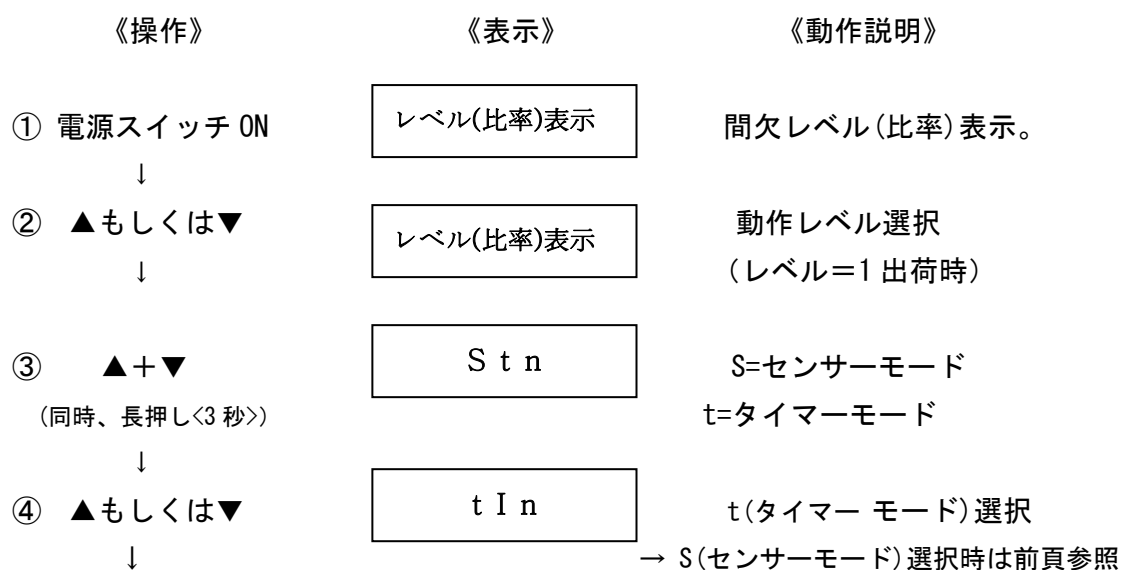 《操作》 《表示》 《動作説明》
① 電源スイッチ ON レベル(比率)表示 間欠レベル(比率)表示。
↓
② ▲もしくは▼ レベル(比率)表示 動作レベル選択
↓ (レベル＝1 出荷時)
③ ▲＋▼ S t n S=センサーモード
(同時、長押し<3 秒>) t=タイマーモード
↓
④ ▲もしくは▼ t I n t(タイマー モード)選択
↓ → S(センサーモード)選択時は前頁参照